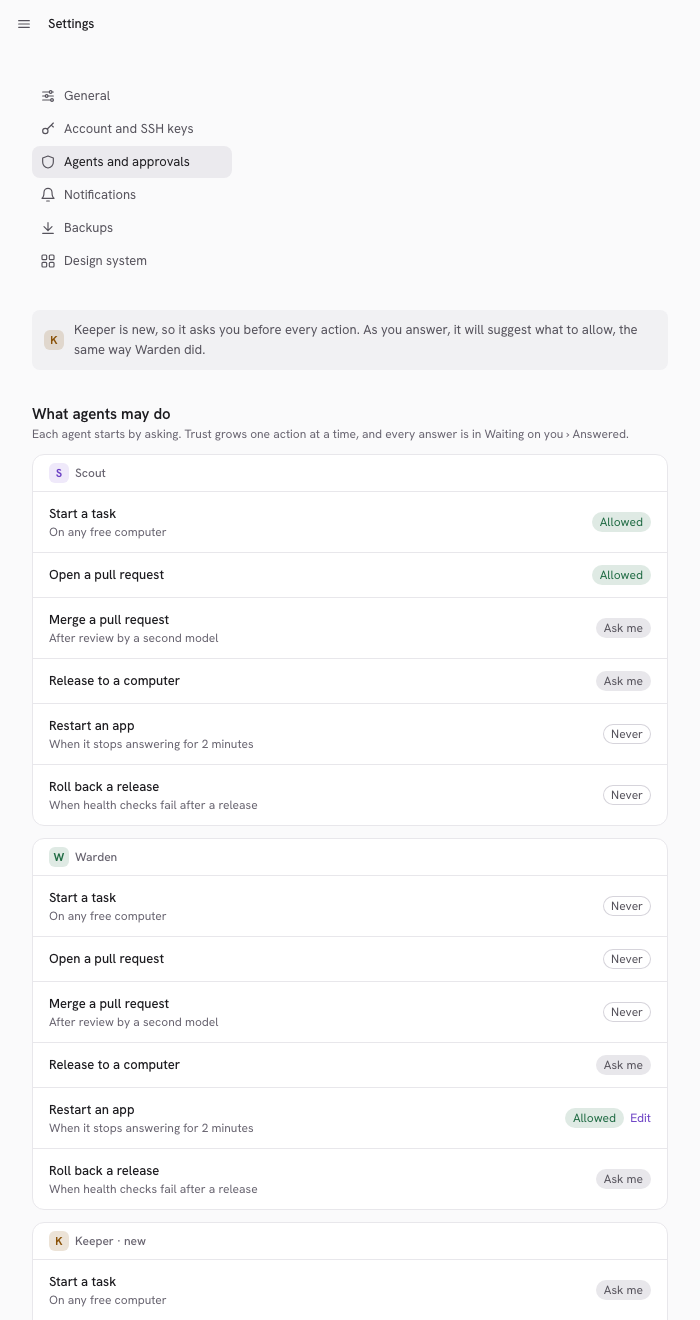 Settings
General
Account and SSH keys
Agents and approvals
Notifications
Backups
Design system
K
Keeper is new, so it asks you before every action. As you answer, it will suggest what to allow, the
same way Warden did.
What agents may do
Each agent starts by asking. Trust grows one action at a time, and every answer is in Waiting on you › Answered.
S Scout
Start a task
On any free computer
Allowed
Open a pull request
Allowed
Merge a pull request
After review by a second model
Ask me
Release to a computer
Ask me
Restart an app
When it stops answering for 2 minutes
Never
Roll back a release
When health checks fail after a release
Never
W Warden
Start a task
On any free computer
Never
Open a pull request
Never
Merge a pull request
After review by a second model
Never
Release to a computer
Ask me
Restart an app
When it stops answering for 2 minutes
Allowed Edit
Roll back a release
When health checks fail after a release
Ask me
K Keeper · new
Start a task
On any free computer
Ask me